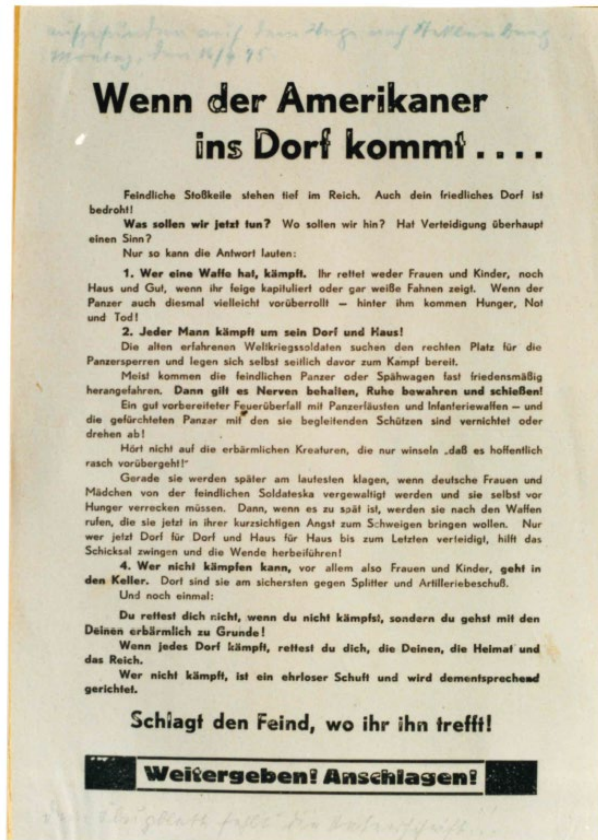 aufgefunden auf dem Wege nach
Montag, den 16/4 45
Wenn der Amerikaner
ins Dorf kommt . . . .
Feindliche Stoßkeile stehen tief im Reich. Auch dein friedliches Dorf ist
bedroht!
Was sollen wir jetzt tun? Wo sollen wir hin? Hat Verteidigung überhaupt
einen Sinn?
Nur so kann die Antwort lauten:
1. Wer eine Waffe hat, kämpft. Ihr rettet weder Frauen und Kinder, noch
Haus und Gut, wenn ihr feige kapituliert oder gar weiße Fahnen zeigt. Wenn der
Panzer auch diesmal vielleicht vorüberrollt — hinter ihm kommen Hunger, Not
und Tod!
2. Jeder Mann kämpft um sein Dorf und Haus!
Die alten erfahrenen Weltkriegssoldaten suchen den rechten Platz für die
Panzersperren und legen sich selbst seitlich davor zum Kampf bereit.
Meist kommen die feindlichen Panzer oder Spähwagen fast friedensmäßig
herangefahren. Dann gilt es Nerven behalten, Ruhe bewahren und schießen!
Ein gut vorbereiteter Feuerüberfall mit Panzerfäusten und Infanteriewaffen — und
die gefürchteten Panzer mit den sie begleitenden Schützen sind vernichtet oder
drehen ab!
Hört nicht auf die erbärmlichen Kreaturen, die nur winseln „daß es hoffentlich
rasch vorübergeht!"
Gerade sie werden später am lautesten klagen, wenn deutsche Frauen und
Mädchen von der feindlichen Soldateska vergewaltigt werden und sie selbst vor
Hunger verrecken müssen. Dann, wenn es zu spät ist, werden sie nach den Waffen
rufen, die sie jetzt in ihrer kurzsichtigen Angst zum Schweigen bringen wollen. Nur
wer jetzt Dorf für Dorf und Haus für Haus bis zum Letzten verteidigt, hilft das
Schicksal zwingen und die Wende herbeiführen!
4. Wer nicht kämpfen kann, vor allem also Frauen und Kinder, geht in
den Keller. Dort sind sie am sichersten gegen Splitter und Artilleriebeschuß.
Und noch einmal:
Du rettest dich nicht, wenn du nicht kämpfst, sondern du gehst mit den
Deinen erbärmlich zu Grunde!
Wenn jedes Dorf kämpft, rettest du dich, die Deinen, die Heimat und
das Reich.
Wer nicht kämpft, ist ein ehrloser Schuft und wird dementsprechend
gerichtet.
Schlagt den Feind, wo ihr ihn trefft!
Weitergeben! Anschlagen!